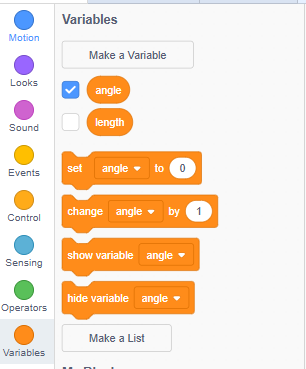 Variables
Motion
Make a Variable
Looks
angle
length
Sound
Events
set angle to 0
Control
change angle by 1
Sensing
show variable angle
Operators
hide variable angle
Variables
Make a List